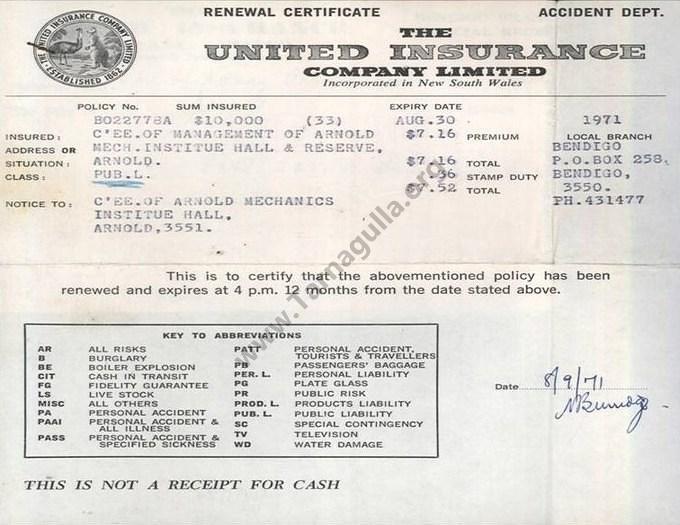 RENEWAL CERTIFICATE ACCIDENT DEPT.
THE UNITED INSURANCE COMPANY LIMITED
ESTABLISHED 1862
THE
UNITED INSURANCE
COMPANY LIMITED
Incorporated in New South Wales
POLICY No. SUM INSURED EXPIRY DATE
B022778A $10,000 (33) AUG.30 1971
INSURED: C'EE.OF MANAGEMENT OF ARNOLD $7.16 PREMIUM LOCAL BRANCH
ADDRESS OR MECH.INSTITUE HALL & RESERVE, BENDIGO
SITUATION: ARNOLD. $7.16 TOTAL P.O.BOX 258,
CLASS: PUB.L. .36 STAMP DUTY BENDIGO,
$7.52 TOTAL 3550.
NOTICE TO: C'EE.OF ARNOLD MECHANICS PH.431477
INSTITUE HALL,
ARNOLD,3551.
This is to certify that the abovementioned policy has been
renewed and expires at 4 p.m. 12 months from the date stated above.
KEY TO ABBREVIATIONS
AR ALL RISKS
B BURGLARY
BE BOILER EXPLOSION
CIT CASH IN TRANSIT
FG FIDELITY GUARANTEE
LS LIVE STOCK
MISC ALL OTHERS
PA PERSONAL ACCIDENT
PAAI PERSONAL ACCIDENT &
ALL ILLNESS
PASS PERSONAL ACCIDENT &
SPECIFIED SICKNESS
PATT PERSONAL ACCIDENT,
TOURISTS & TRAVELLERS
PB PASSENGERS' BAGGAGE
PER. L. PERSONAL LIABILITY
PG PLATE GLASS
PR PUBLIC RISK
PROD. L. PRODUCTS LIABILITY
PUB. L. PUBLIC LIABILITY
SC SPECIAL CONTINGENCY
TV TELEVISION
WD WATER DAMAGE
Date 8/9/71
THIS IS NOT A RECEIPT FOR CASH
www.Tarnagulla.org